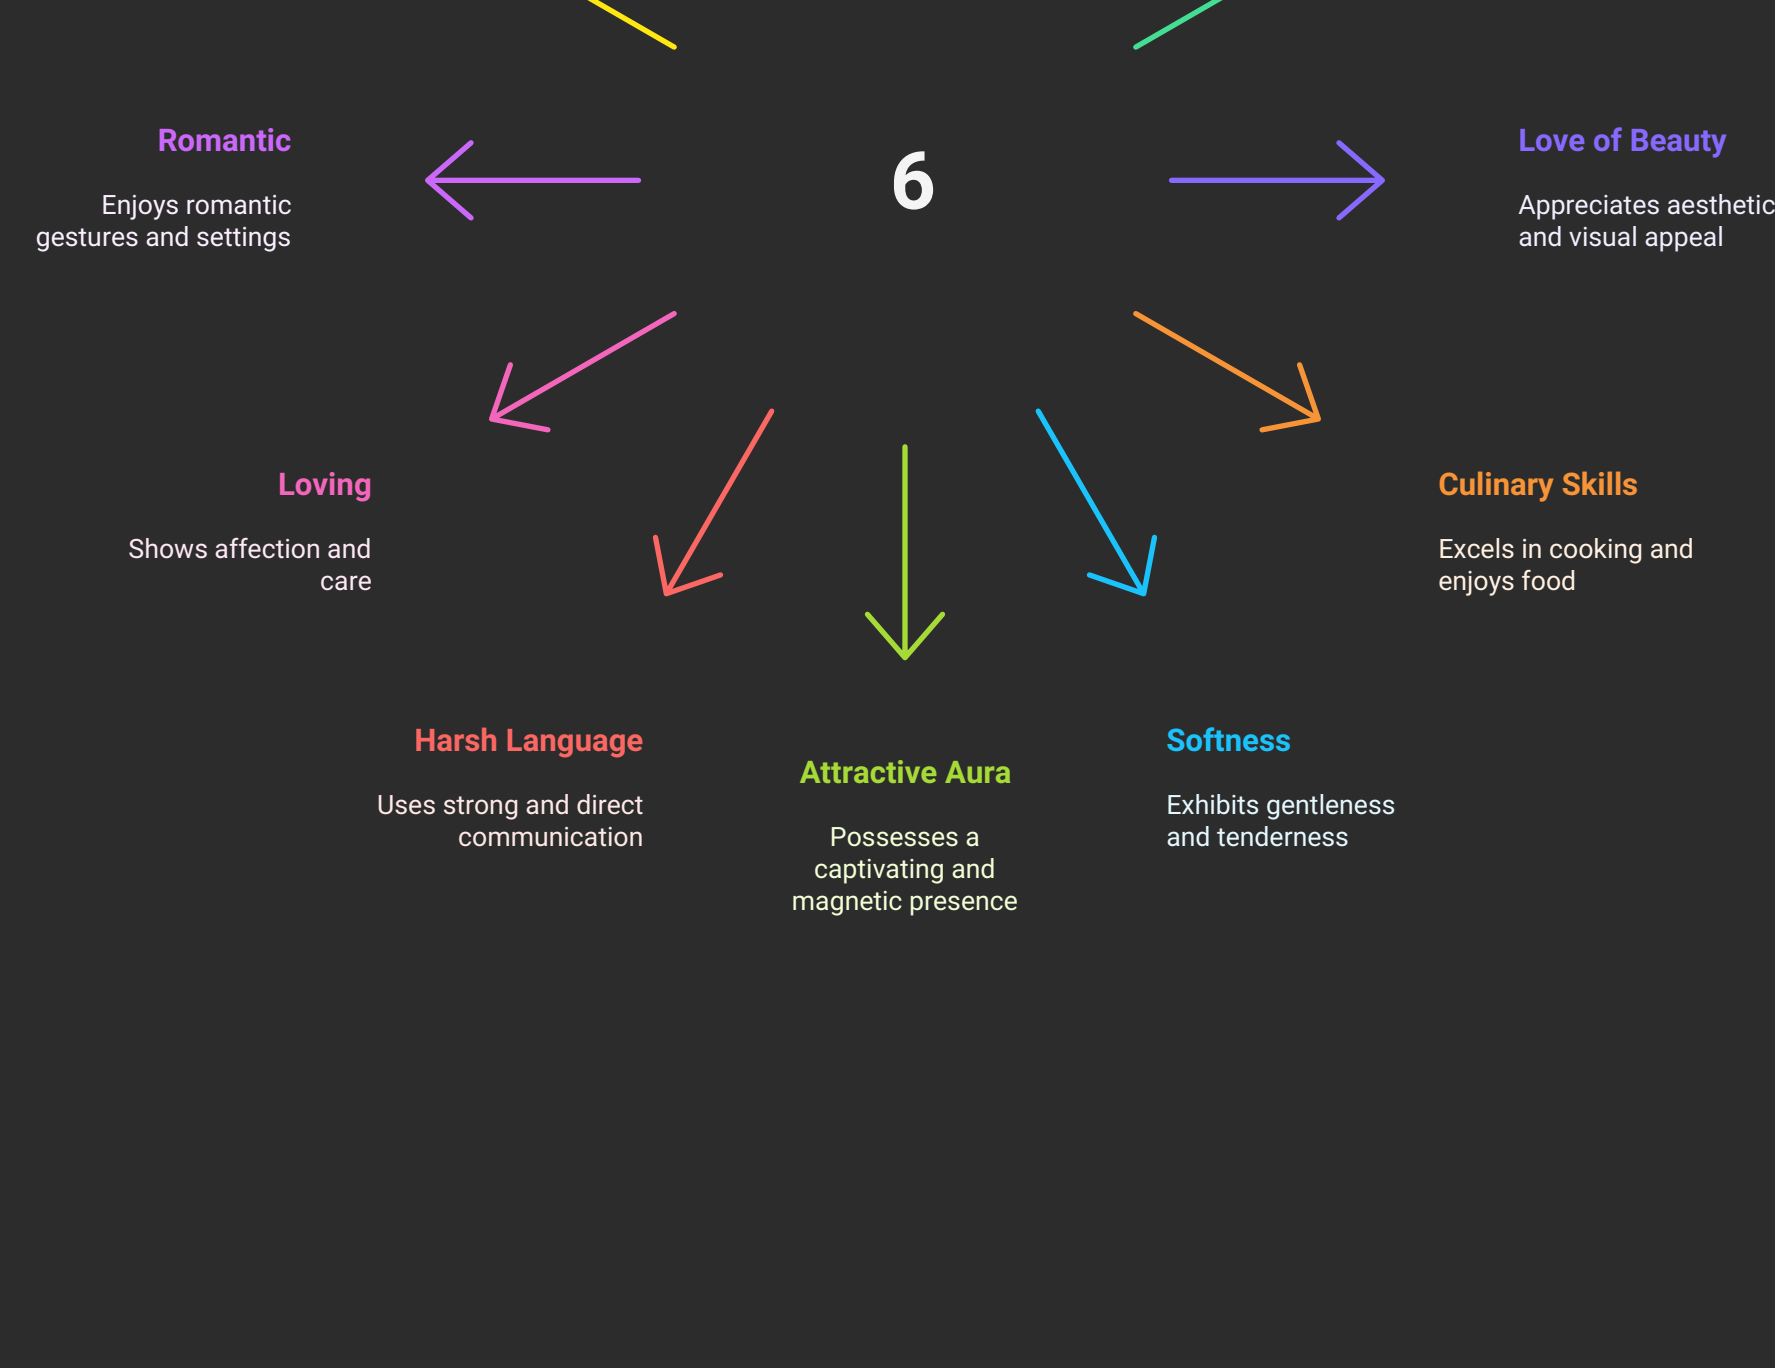 6
Romantic
Enjoys romantic
gestures and settings
Love of Beauty
Appreciates aesthetic
and visual appeal
Loving
Shows affection and
care
Culinary Skills
Excels in cooking and
enjoys food
Harsh Language
Uses strong and direct
communication
Attractive Aura
Possesses a
captivating and
magnetic presence
Softness
Exhibits gentleness
and tenderness